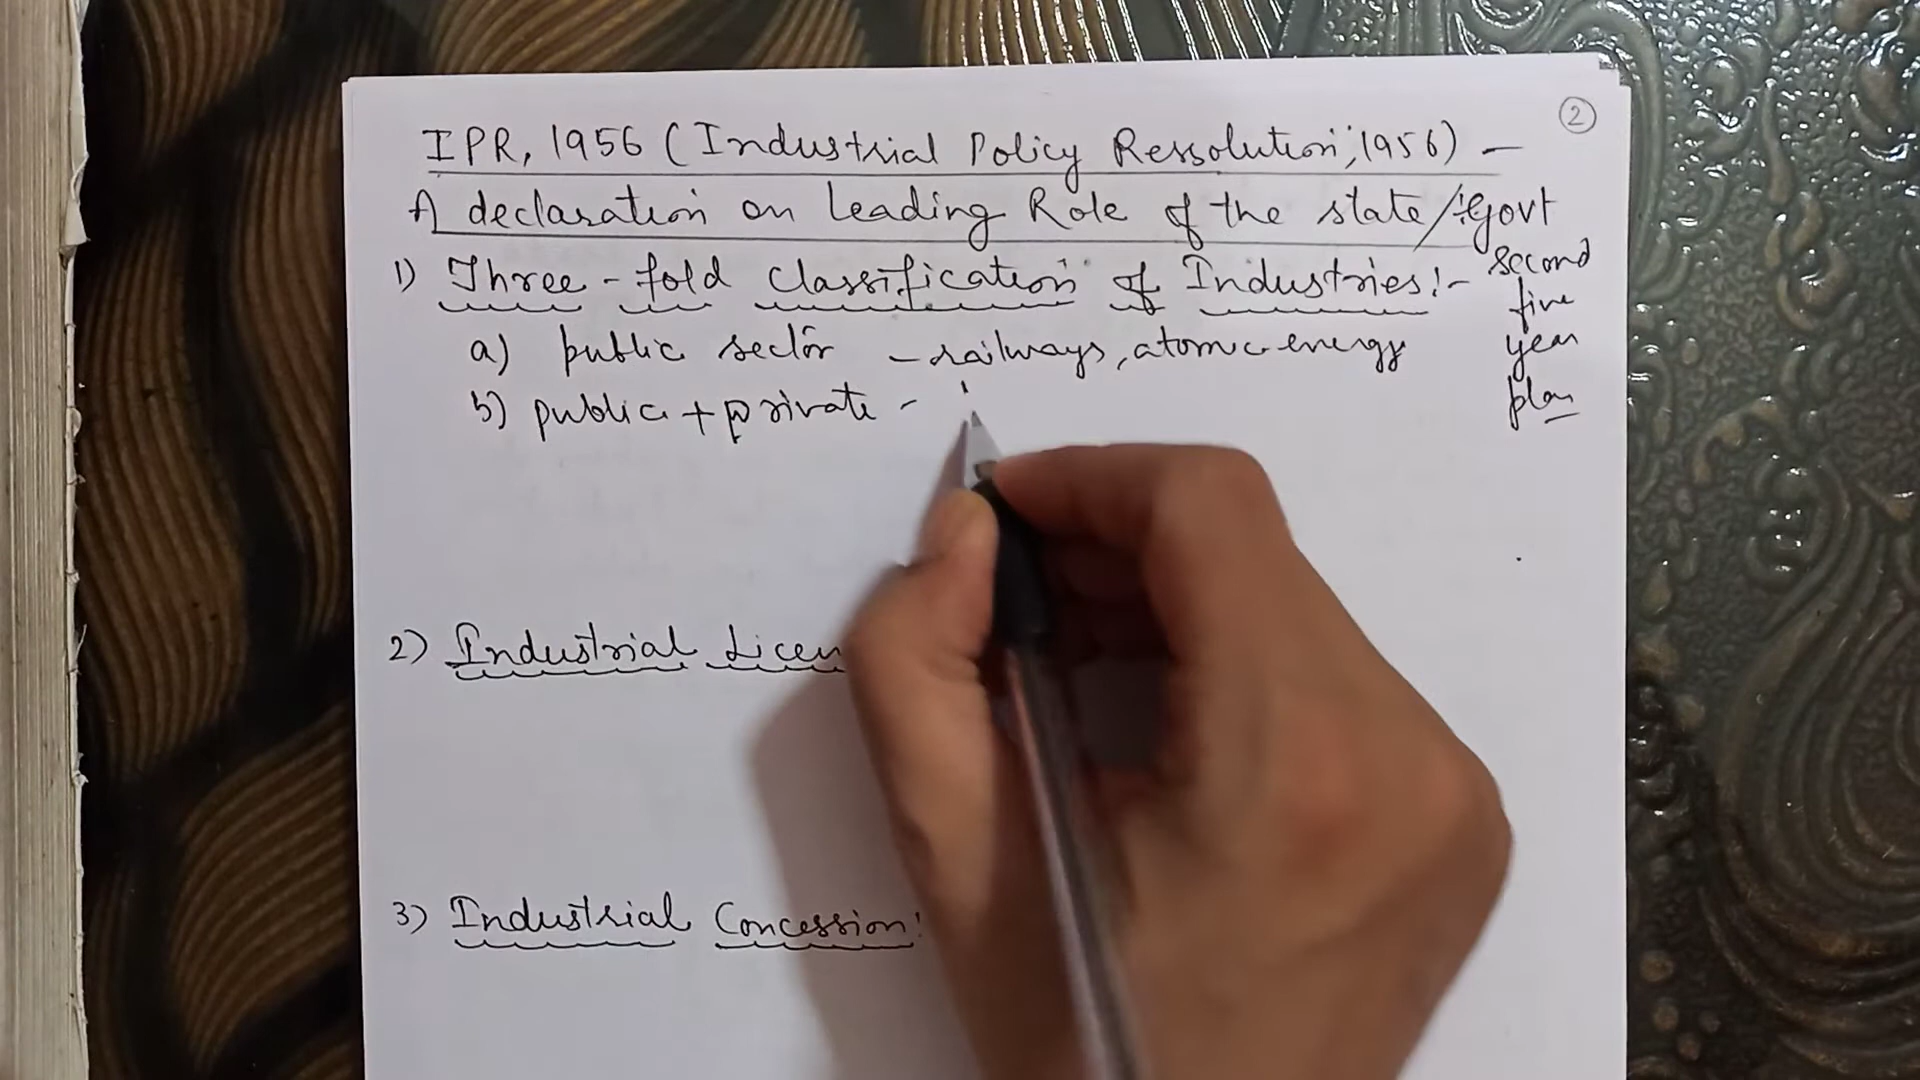 2
IPR, 1956 (Industrial Policy Ressolution, 1956) -
A declaration on Leading Role of the state/Govt
1) Three-fold Classification of Industries:-
second
five
year
plan
a) public sector - railways, atomic energy
b) public + private -
2) Industrial Licen
3) Industrial Concession: